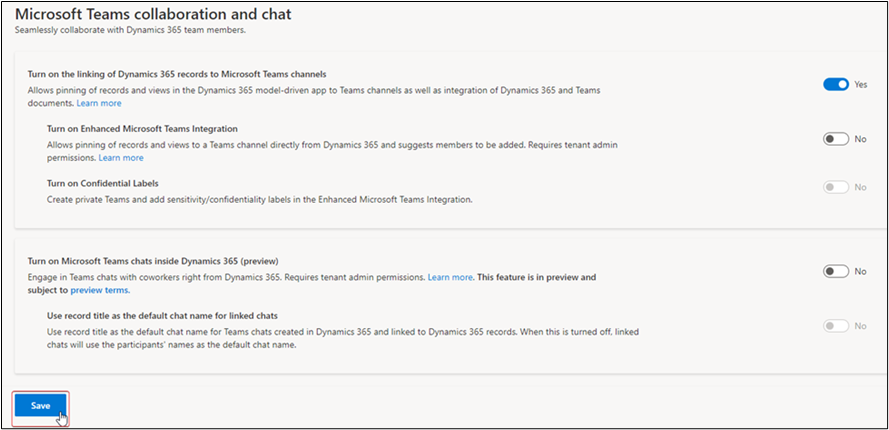 Microsoft Teams collaboration and chat
Seamlessly collaborate with Dynamics 365 team members.
Turn on the linking of Dynamics 365 records to Microsoft Teams channels
Yes
Allows pinning of records and views in the Dynamics 365 model-driven app to Teams channels as well as integration of Dynamics 365 and Teams
documents. Learn more
Turn on Enhanced Microsoft Teams Integration
No
Allows pinning of records and views to a Teams channel directly from Dynamics 365 and suggests members to be added. Requires tenant admin
permissions. Learn more
Turn on Confidential Labels
No
Create private Teams and add sensitivity/confidentiality labels in the Enhanced Microsoft Teams Integration.
Turn on Microsoft Teams chats inside Dynamics 365 (preview)
No
Engage in Teams chats with coworkers right from Dynamics 365. Requires tenant admin permissions. Learn more. This feature is in preview and
subject to preview terms.
Use record title as the default chat name for linked chats
No
Use record title as the default chat name for Teams chats created in Dynamics 365 and linked to Dynamics 365 records. When this is turned off, linked
chats will use the participants' names as the default chat name.
Save